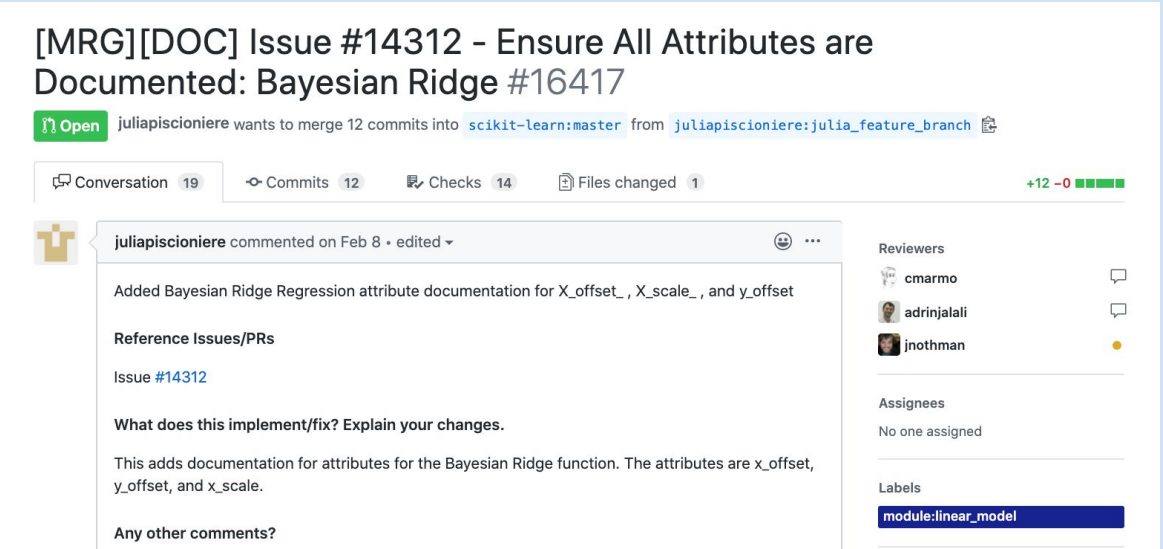 [MRG][DOC] Issue #14312 - Ensure All Attributes are
Documented: Bayesian Ridge #16417
Open juliapiscioniere wants to merge 12 commits into scikit-learn:master from juliapiscioniere:julia_feature_branch
Conversation 19 Commits 12 Checks 14 Files changed 1 +12 −0
juliapiscioniere commented on Feb 8 • edited
Added Bayesian Ridge Regression attribute documentation for X_offset_ , X_scale_ , and y_offset
Reference Issues/PRs
Issue #14312
What does this implement/fix? Explain your changes.
This adds documentation for attributes for the Bayesian Ridge function. The attributes are x_offset,
y_offset, and x_scale.
Any other comments?
Reviewers
cmarmo
adrinjalali
jnothman
Assignees
No one assigned
Labels
module:linear_model